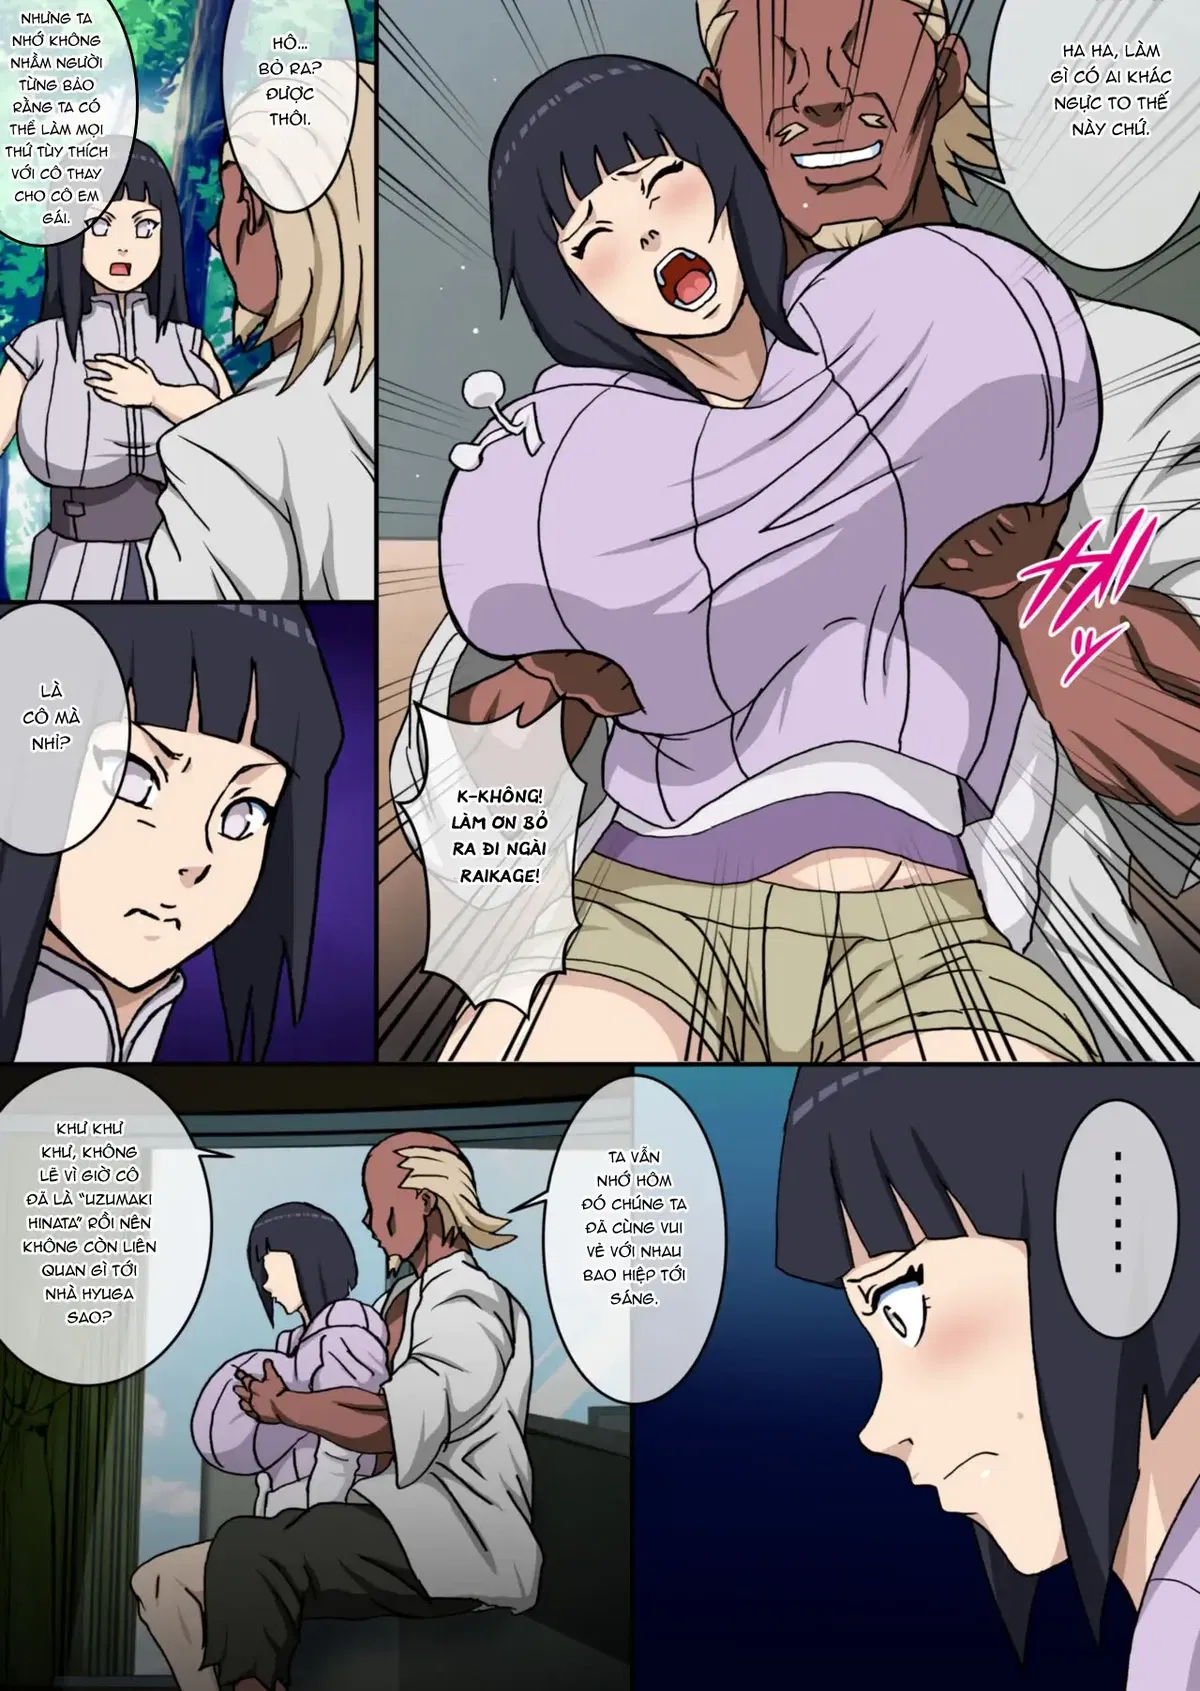 HA HA, LÀM
GÌ CÓ AI KHÁC
NGỰC TO THẾ
NÀY CHỨ.
K-KHÔNG!
LÀM ƠN BỎ
RA ĐI NGÀI
RAIKAGE!
HÔ...
BỎ RA?
ĐƯỢC
THÔI.
NHƯNG TA
NHỚ KHÔNG
NHẦM NGƯỜI
TỪNG BẢO
RẰNG TA CÓ
THỂ LÀM MỌI
THỨ TÙY THÍCH
VỚI CÔ THAY
CHO CÔ EM
GÁI.
LÀ
CÔ MÀ
NHỈ?
......
TA VẪN
NHỚ HÔM
ĐÓ CHÚNG TA
ĐÃ CÙNG VUI
VẺ VỚI NHAU
BAO HIỆP TỚI
SÁNG.
KHƯ KHƯ
KHƯ, KHÔNG
LẼ VÌ GIỜ CÔ
ĐÃ LÀ "UZUMAKI
HINATA" RỒI NÊN
KHÔNG CÒN LIÊN
QUAN GÌ TỚI
NHÀ HYUGA
SAO?